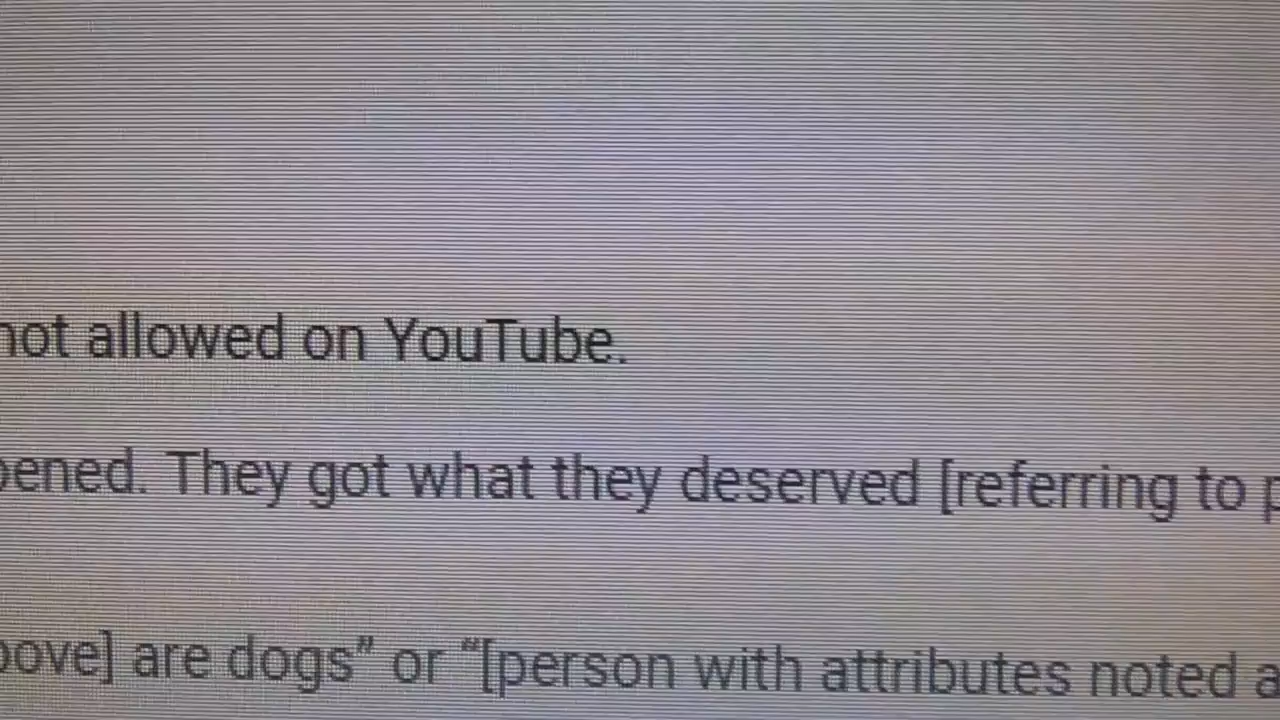 not allowed on YouTube.
pened. They got what they deserved [referring to p
bove] are dogs” or “[person with attributes noted a